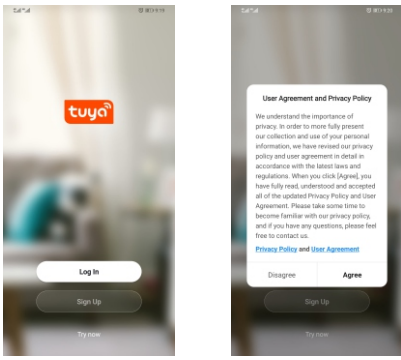 tuya
Log In
Sign Up
Try now
User Agreement and Privacy Policy
We understand the importance of
privacy. In order to more fully present
our collection and use of your personal
information, we have revised our privacy
policy and user agreement in detail in
accordance with the latest laws and
regulations. When you click [Agree], you
have fully read, understood and accepted
all of the updated Privacy Policy and User
Agreement. Please take some time to
become familiar with our privacy policy,
and if you have any questions, please feel
free to contact us.
Privacy Policy and User Agreement
Disagree Agree
Sign Up
Try now